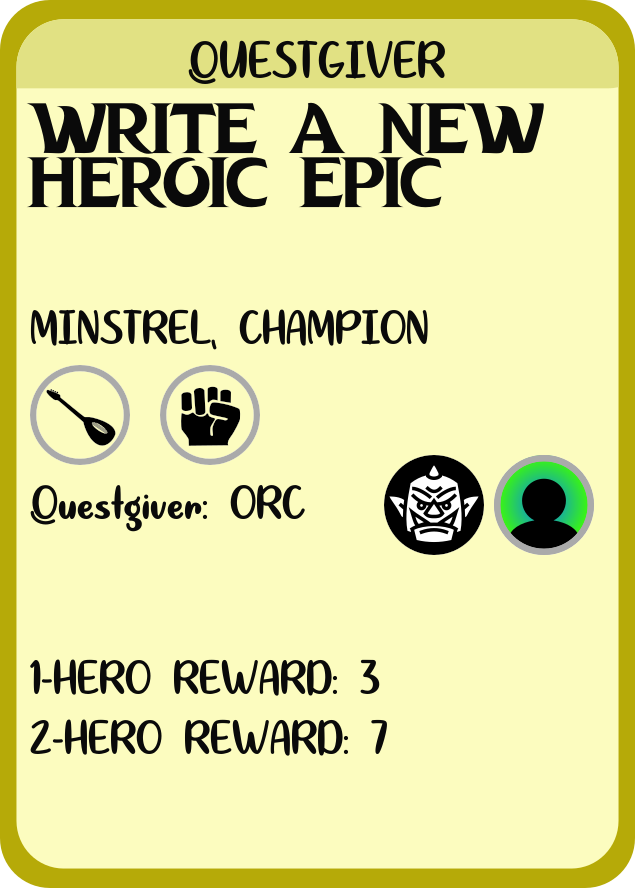 QUESTGIVER
WRITE A NEW
HEROIC EPIC
MINSTREL, CHAMPION
Questgiver: ORC
1-HERO REWARD: 3
2-HERO REWARD: 7